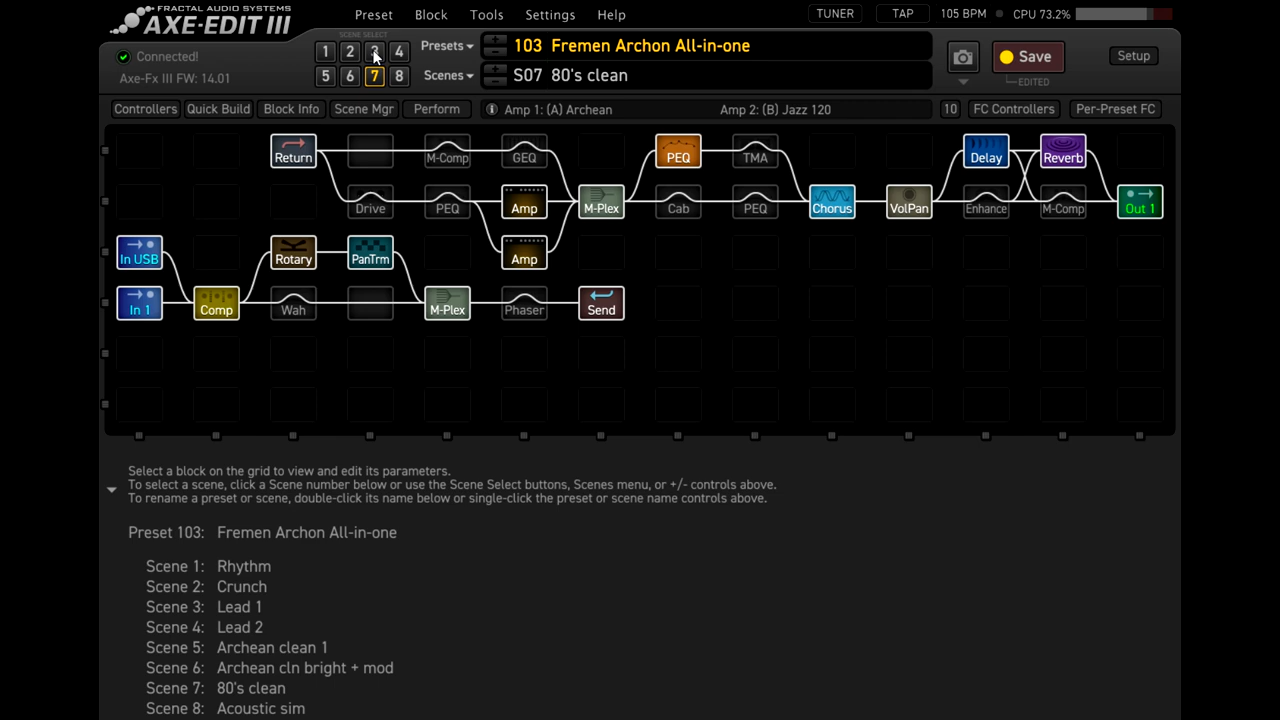 FRACTAL AUDIO SYSTEMS
AXE-EDIT III
Preset Block Tools Settings Help
TUNER TAP 105 BPM CPU 73.2%
SCENE SELECT
Connected!
Axe-Fx III FW: 14.01
1 2 3 4
5 6 7 8
Presets
103 Fremen Archon All-in-one
Scenes
S07 80's clean
Save
EDITED
Setup
Controllers Quick Build Block Info Scene Mgr Perform
Amp 1: (A) Archean Amp 2: (B) Jazz 120
10 FC Controllers Per-Preset FC
Return M-Comp GEQ PEQ TMA Delay Reverb
Drive PEQ Amp M-Plex Cab PEQ Chorus VolPan Enhance M-Comp Out 1
In USB Rotary PanTrm Amp
In 1 Comp Wah M-Plex Phaser Send
Select a block on the grid to view and edit its parameters.
To select a scene, click a Scene number below or use the Scene Select buttons, Scenes menu, or +/- controls above.
To rename a preset or scene, double-click its name below or single-click the preset or scene name controls above.
Preset 103: Fremen Archon All-in-one
Scene 1: Rhythm
Scene 2: Crunch
Scene 3: Lead 1
Scene 4: Lead 2
Scene 5: Archean clean 1
Scene 6: Archean cln bright + mod
Scene 7: 80's clean
Scene 8: Acoustic sim